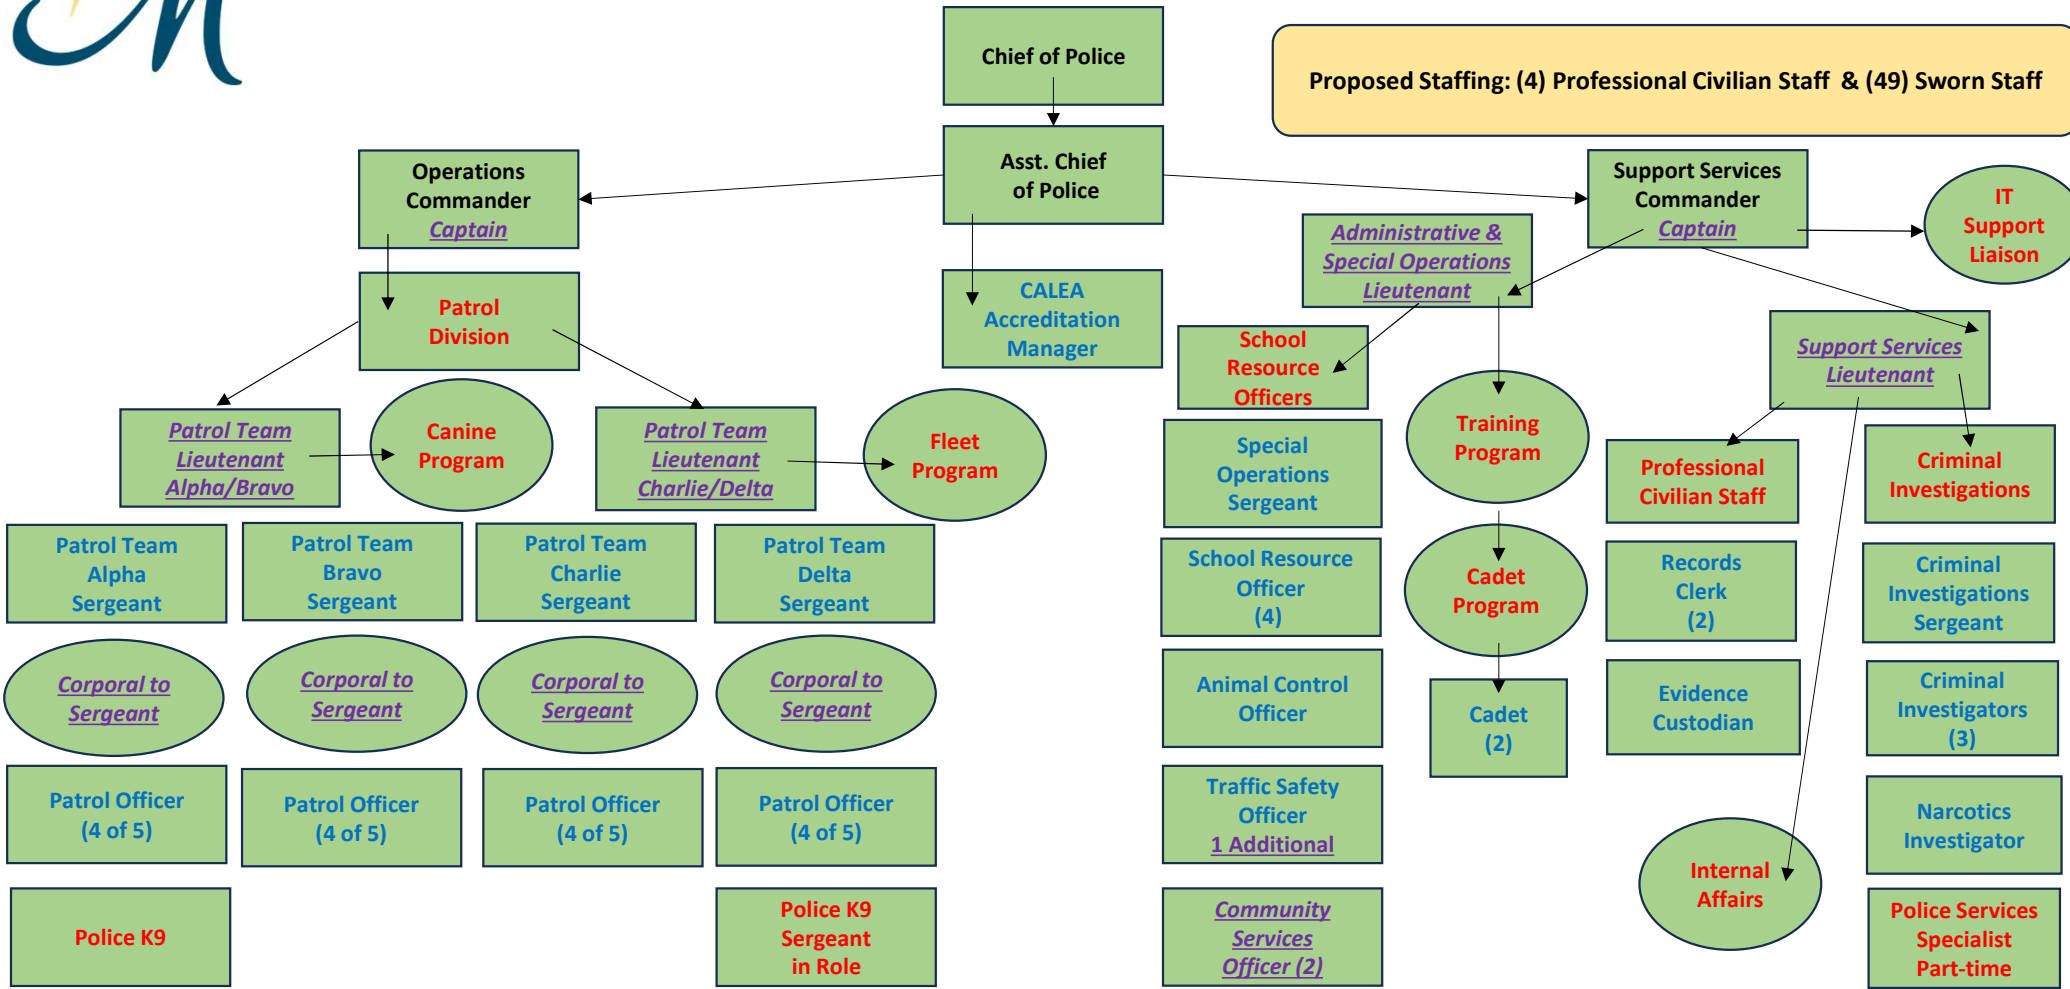 Chief of Police
Proposed Staffing: (4) Professional Civilian Staff & (49) Sworn Staff
Asst. Chief
of Police
Operations
Commander
Captain
Support Services
Commander
Captain
IT
Support
Liaison
Administrative &
Special Operations
Lieutenant
Patrol
Division
CALEA
Accreditation
Manager
School
Resource
Officers
Support Services
Lieutenant
Patrol Team
Lieutenant
Alpha/Bravo
Canine
Program
Patrol Team
Lieutenant
Charlie/Delta
Fleet
Program
Training
Program
Professional
Civilian Staff
Criminal
Investigations
Special
Operations
Sergeant
Patrol Team
Alpha
Sergeant
Patrol Team
Bravo
Sergeant
Patrol Team
Charlie
Sergeant
Patrol Team
Delta
Sergeant
School Resource
Officer
(4)
Cadet
Program
Records
Clerk
(2)
Criminal
Investigations
Sergeant
Corporal to
Sergeant
Corporal to
Sergeant
Corporal to
Sergeant
Corporal to
Sergeant
Animal Control
Officer
Cadet
(2)
Evidence
Custodian
Criminal
Investigators
(3)
Patrol Officer
(4 of 5)
Patrol Officer
(4 of 5)
Patrol Officer
(4 of 5)
Patrol Officer
(4 of 5)
Traffic Safety
Officer
1 Additional
Narcotics
Investigator
Internal
Affairs
Police K9
Police K9
Sergeant
in Role
Community
Services
Officer (2)
Police Services
Specialist
Part-time